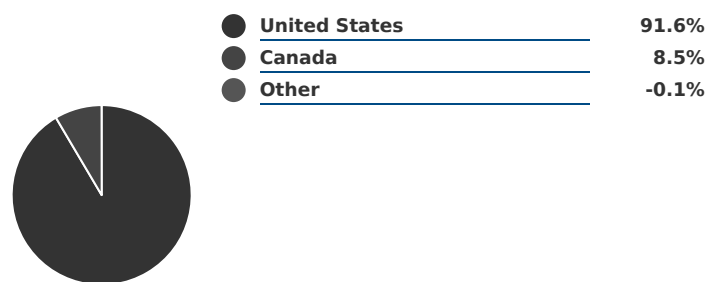 United States 91.6%
Canada 8.5%
Other -0.1%